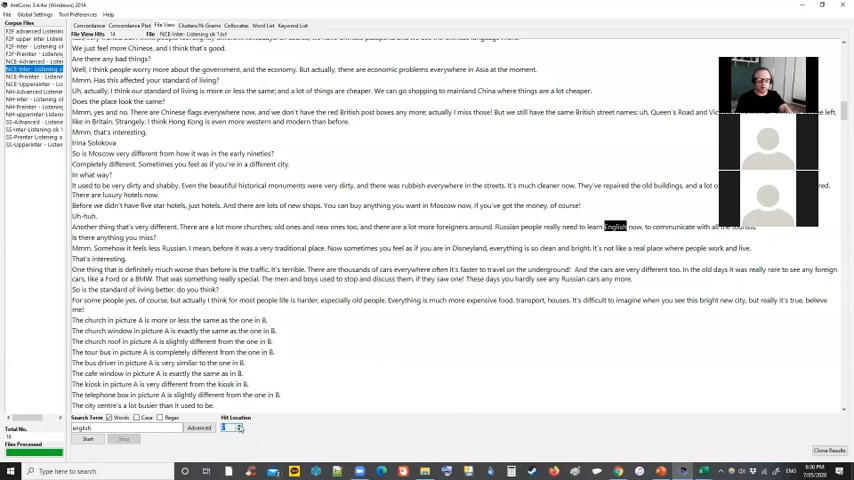 AntConc 3.4.4w (Windows) 2014
File Global Settings Tool Preferences Help
Corpus Files
F2F advanced Listening
F2F upper inter Listen
F2F-Inter - Listening o
F2F-Preinter - Listening
NCE-Advanced - Listen
NCE-Inter- Listening ok
NCE-Preinter - Listening
NCE-Upperinter - List
NH-Advanced Listenin
NH-Inter - Listening ok
NH-Preinter - Listening
NH-upperinter-Listenin
SS-Advanced - Listenin
SS-Inter-Listening ok 1
SS-Preinter Listening ok
SS-Upperinter - Listen
Concordance Concordance Plot File View Clusters/N-Grams Collocates Word List Keyword List
File View Hits 14 File NCE-Inter- Listening ok 1.txt
We just feel more Chinese, and I think that's good.
Are there any bad things?
Well, I think people worry more about the government, and the economy. But actually, there are economic problems everywhere in Asia at the moment.
Mmm. Has this affected your standard of living?
Uh, actually, I think our standard of living is more or less the same; and a lot of things are cheaper. We can go shopping to mainland China where things are a lot cheaper.
Does the place look the same?
Mmm, yes and no. There are Chinese flags everywhere now, and we don't have the red British post boxes any more; actually I miss those! But we still have the same British street names; uh, Queen's Road and Vic
like in Britain. Strangely, I think Hong Kong is even more western and modern than before.
Mmm, that's interesting.
Irina Solokova
So is Moscow very different from how it was in the early nineties?
Completely different. Sometimes you feel as if you're in a different city.
In what way?
It used to be very dirty and shabby. Even the beautiful historical monuments were very dirty, and there was rubbish everywhere in the streets. It's much cleaner now. They've repaired the old buildings, and a lot o
There are luxury hotels now.
Before we didn't have five star hotels, just hotels. And there are lots of new shops. You can buy anything you want in Moscow now, if you've got the money, of course!
Uh-huh.
Another thing that's very different. There are a lot more churches; old ones and new ones too, and there are a lot more foreigners around. Russian people really need to learn English now, to communicate with all the tourists.
Is there anything you miss?
Mmm. Somehow it feels less Russian. I mean, before it was a very traditional place. Now sometimes you feel as if you are in Disneyland, everything is so clean and bright. It's not like a real place where people work and live.
That's interesting.
One thing that is definitely much worse than before is the traffic. It's terrible. There are thousands of cars everywhere often it's faster to travel on the underground! And the cars are very different too. In the old days it was really rare to see any foreign
cars, like a Ford or a BMW. That was something really special. The men and boys used to stop and discuss them, if they saw one! These days you hardly see any Russian cars any more.
So is the standard of living better, do you think?
For some people yes, of course, but actually I think for most people life is harder, especially old people. Everything is much more expensive food, transport, houses. It's difficult to imagine when you see this bright new city, but really it's true, believe
me!
The church in picture A is more or less the same as the one in B.
The church window in picture A is exactly the same as the one in B.
The church roof in picture A is slightly different from the one in B.
The tour bus in picture A is completely different from the one in B.
The bus driver in picture A is very similar to the one in B.
The cafe window in picture A is exactly the same as in B.
The kiosk in picture A is very different from the kiosk in B.
The telephone box in picture A is slightly different from the one in B.
The city centre's a lot busier than it used to be.
Search Term Words Case Regex Hit Location
english Advanced
Start Stop
Total No.
16
Files Processed
Clone Results
Type here to search
ENG
6:30 PM
7/05/2020